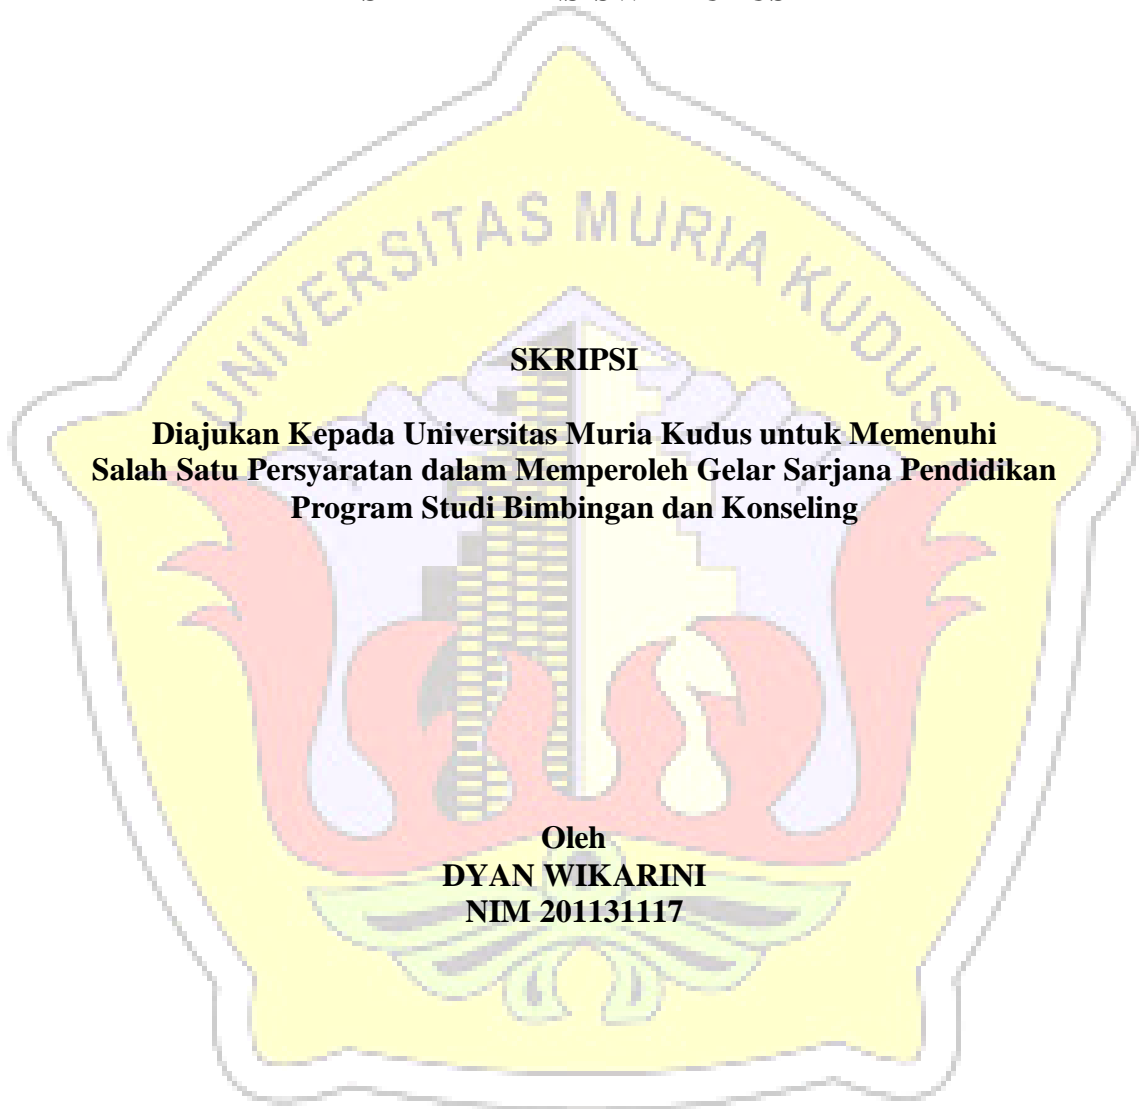 UNIVERSITAS MURIA KUDUS
SKRIPSI
Diajukan Kepada Universitas Muria Kudus untuk Memenuhi
Salah Satu Persyaratan dalam Memperoleh Gelar Sarjana Pendidikan
Program Studi Bimbingan dan Konseling
Oleh
DYAN WIKARINI
NIM 201131117